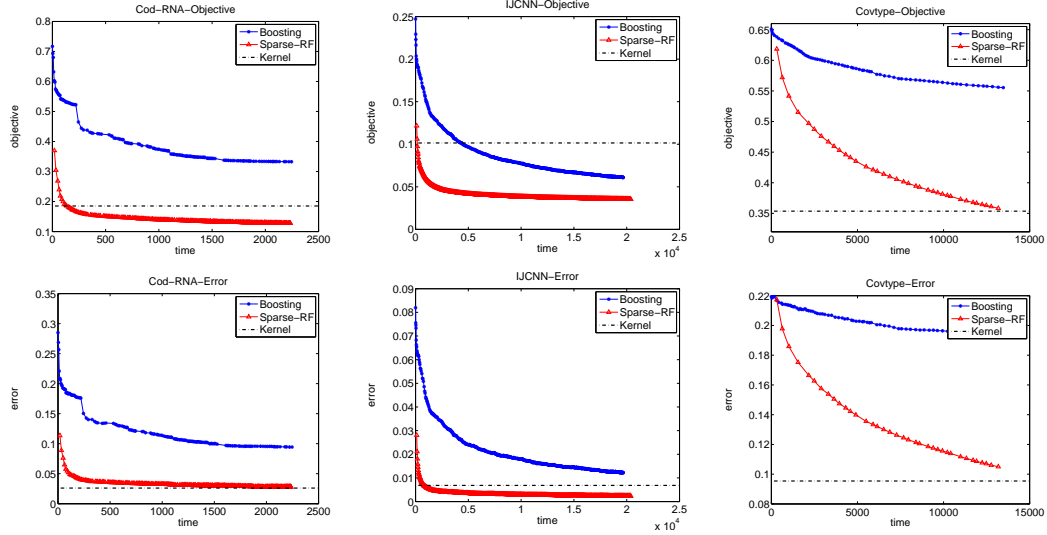 Cod−RNA−Objective
0.8
0.7
0.6
0.5
0.4
0.3
0.2
0.1
objective
0
500
1000
1500
2000
2500
time
Boosting
Sparse−RF
Kernel
IJCNN−Objective
0.25
0.2
0.15
0.1
0.05
0
objective
0
0.5
1
1.5
2
2.5
x 10^4
time
Boosting
Sparse−RF
Kernel
Covtype−Objective
0.65
0.6
0.55
0.5
0.45
0.4
0.35
objective
0
5000
10000
15000
time
Boosting
Sparse−RF
Kernel
Cod−RNA−Error
0.35
0.3
0.25
0.2
0.15
0.1
0.05
0
error
0
500
1000
1500
2000
2500
time
Boosting
Sparse−RF
Kernel
IJCNN−Error
0.09
0.08
0.07
0.06
0.05
0.04
0.03
0.02
0.01
0
error
0
0.5
1
1.5
2
2.5
x 10^4
time
Boosting
Sparse−RF
Kernel
Covtype−Error
0.22
0.2
0.18
0.16
0.14
0.12
0.1
0.08
error
0
5000
10000
15000
time
Boosting
Sparse−RF
Kernel